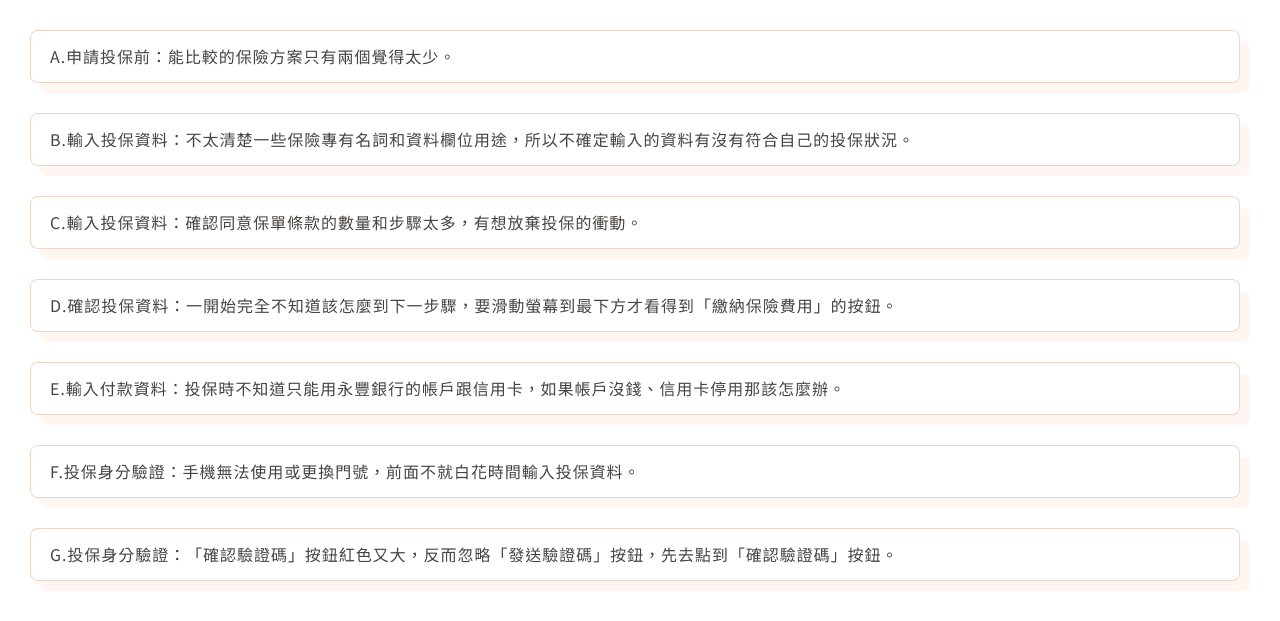 A.申請投保前：能比較的保險方案只有兩個覺得太少。
B.輸入投保資料：不太清楚一些保險專有名詞和資料欄位用途，所以不確定輸入的資料有沒有符合自己的投保狀況。
C.輸入投保資料：確認同意保單條款的數量和步驟太多，有想放棄投保的衝動。
D.確認投保資料：一開始完全不知道該怎麼到下一步驟，要滑動螢幕到最下方才看得到「繳納保險費用」的按鈕。
E.輸入付款資料：投保時不知道只能用永豐銀行的帳戶跟信用卡，如果帳戶沒錢、信用卡停用那該怎麼辦。
F.投保身分驗證：手機無法使用或更換門號，前面不就白花時間輸入投保資料。
G.投保身分驗證：「確認驗證碼」按鈕紅色又大，反而忽略「發送驗證碼」按鈕，先去點到「確認驗證碼」按鈕。